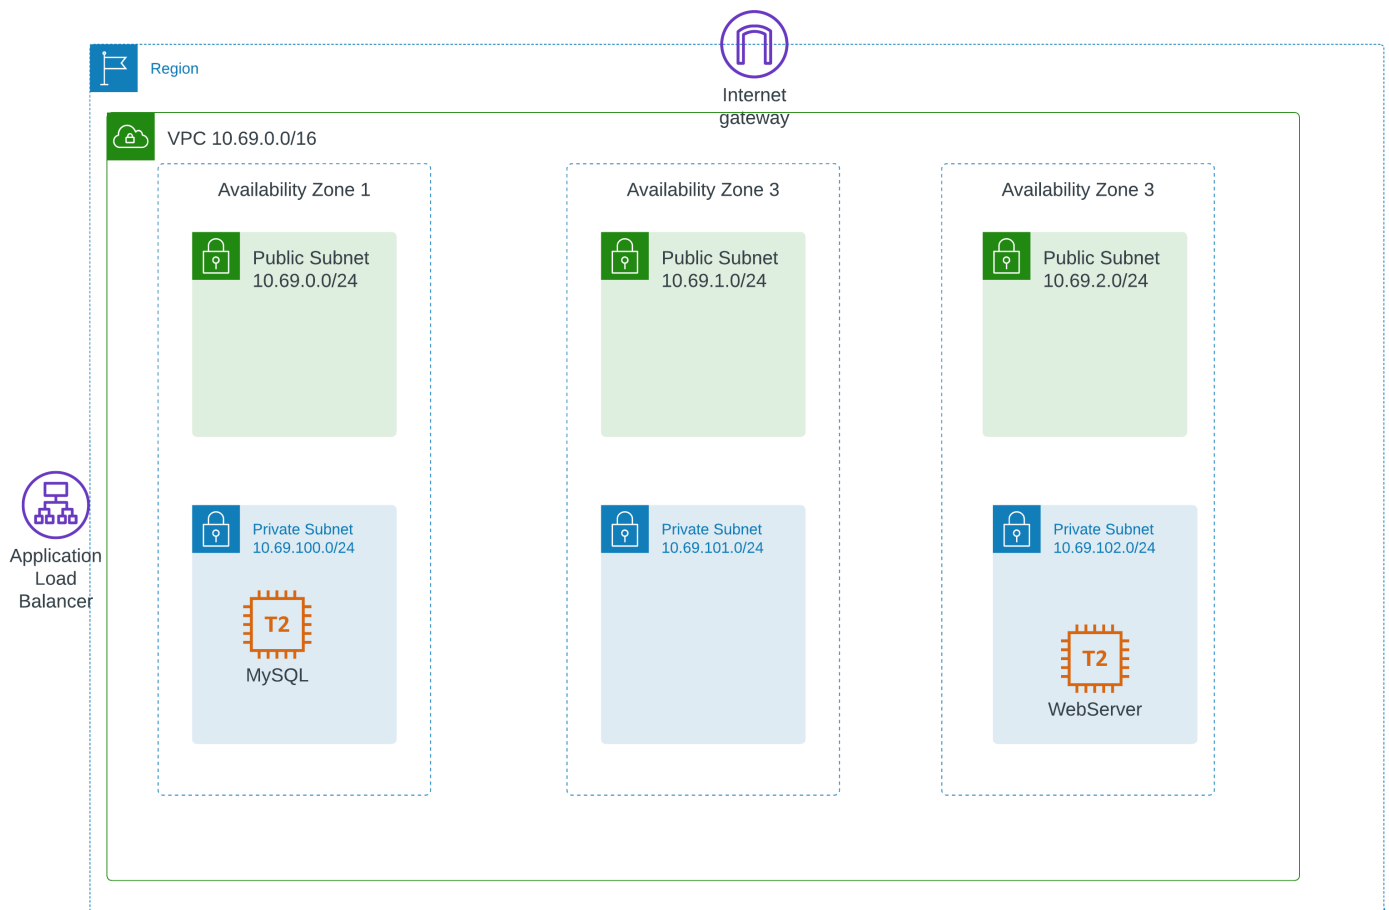 Internet
gateway
Region
VPC 10.69.0.0/16
Availability Zone 1
Availability Zone 3
Availability Zone 3
Public Subnet
10.69.0.0/24
Public Subnet
10.69.1.0/24
Public Subnet
10.69.2.0/24
Application
Load
Balancer
Private Subnet
10.69.100.0/24
Private Subnet
10.69.101.0/24
Private Subnet
10.69.102.0/24
T2
MySQL
T2
WebServer